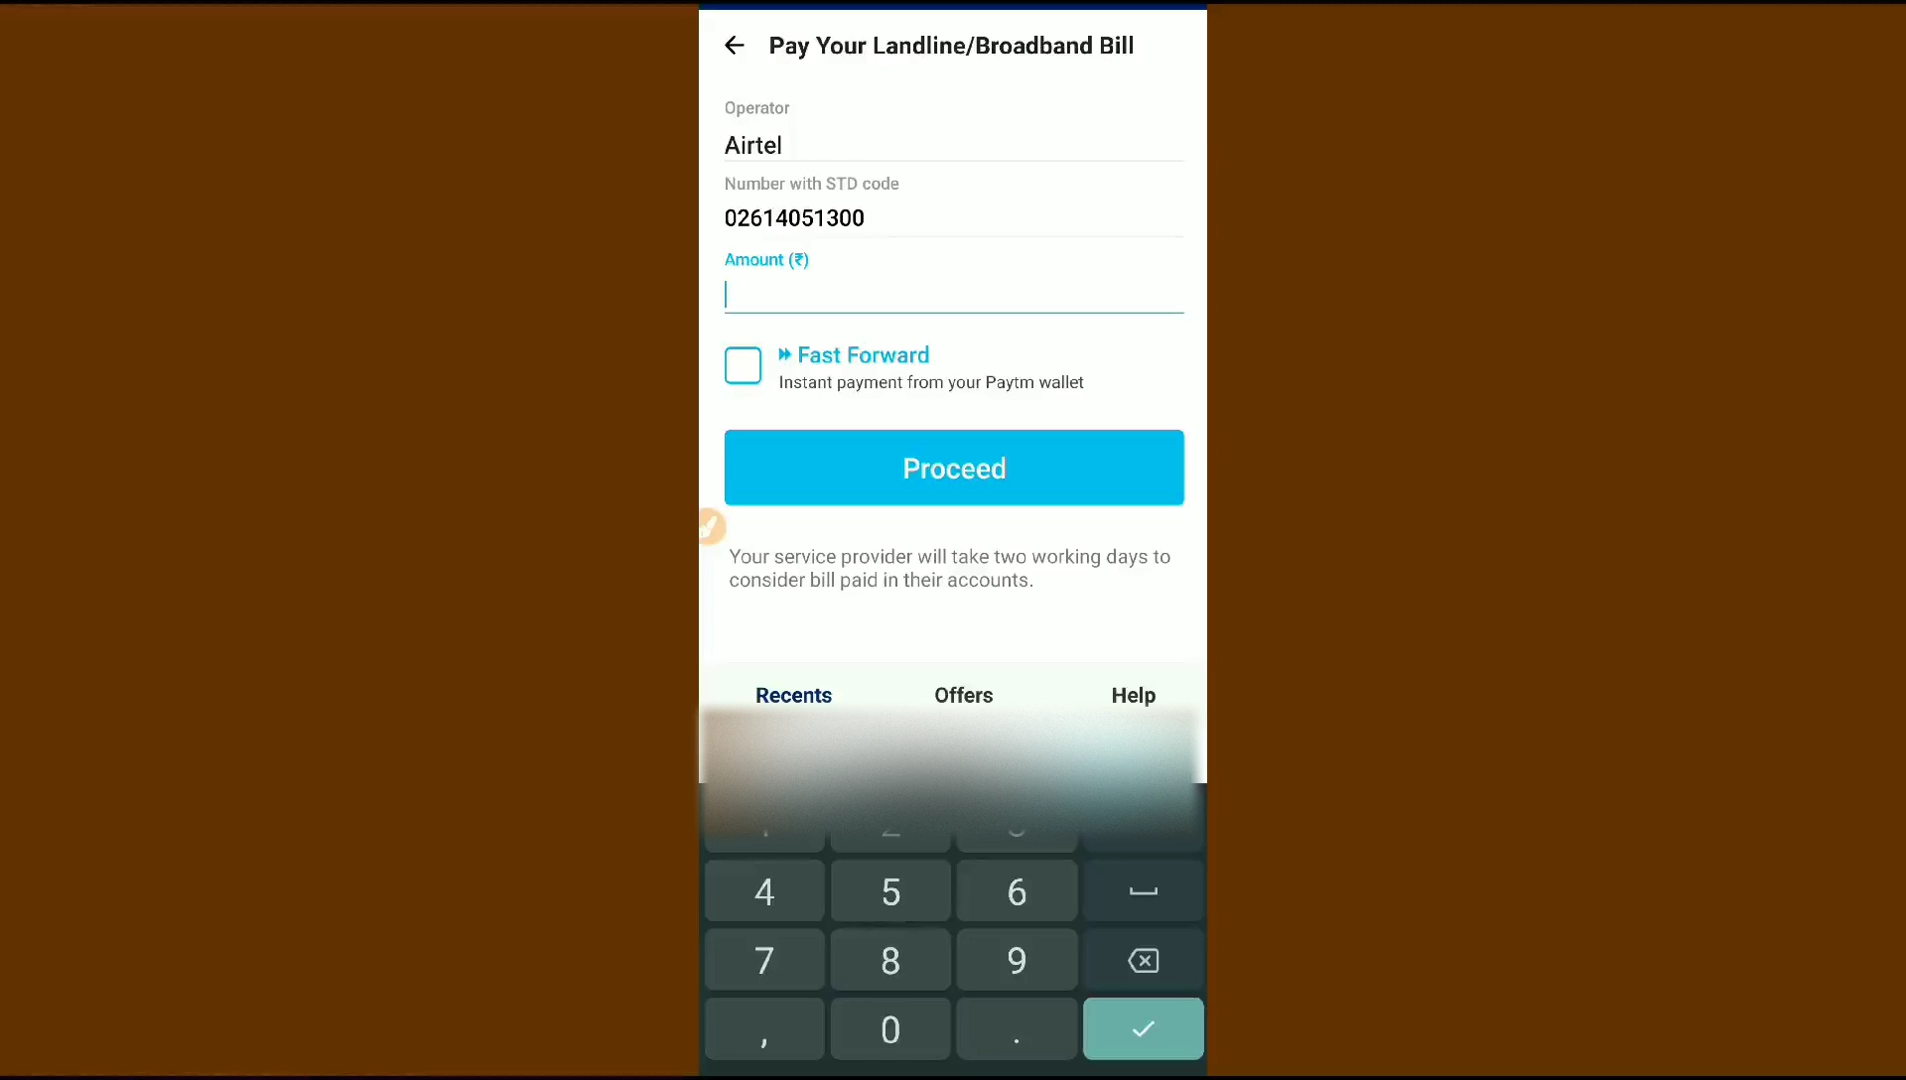 Pay Your Landline/Broadband Bill
Operator
Airtel
Number with STD code
02614051300
Amount (₹)
Fast Forward
Instant payment from your Paytm wallet
Proceed
Your service provider will take two working days to
consider bill paid in their accounts.
Recents Offers Help
4 5 6
7 8 9
, 0 .